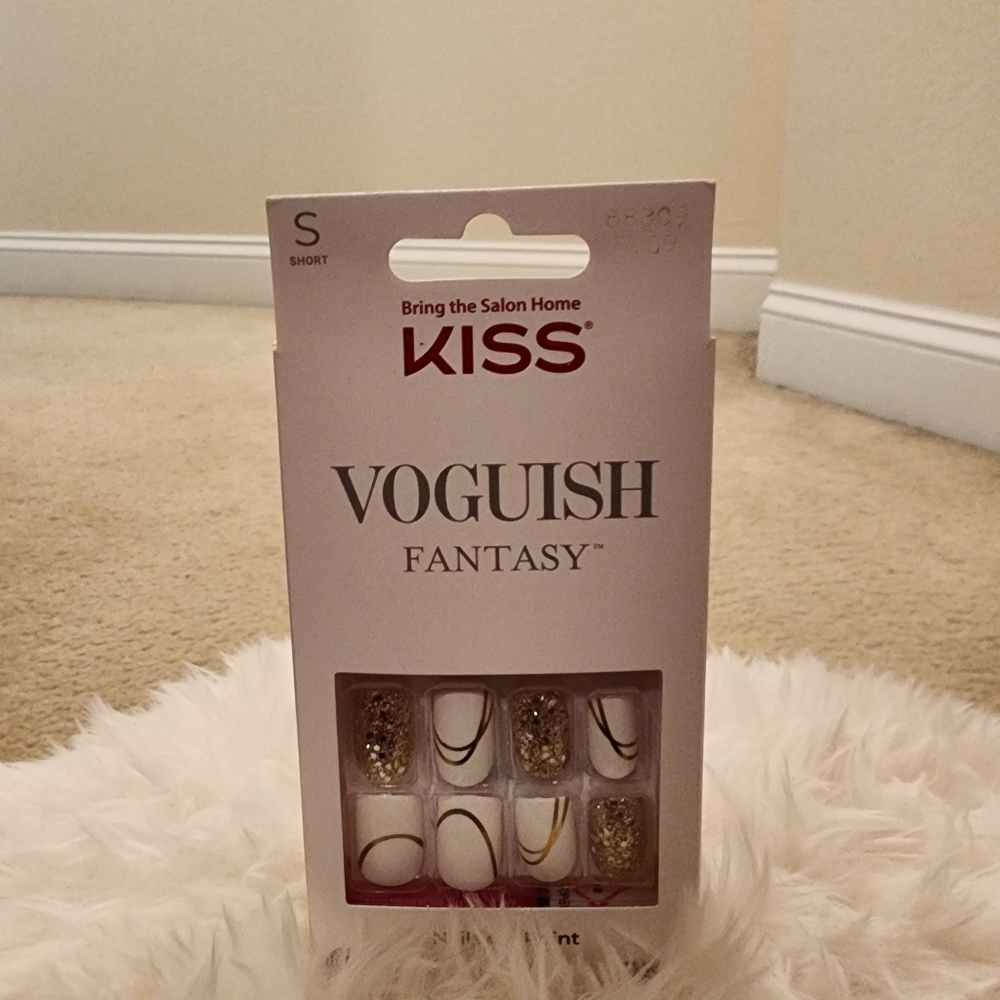 S
SHORT
Bring the Salon Home
KISS®
VOGUISH
FANTASY™